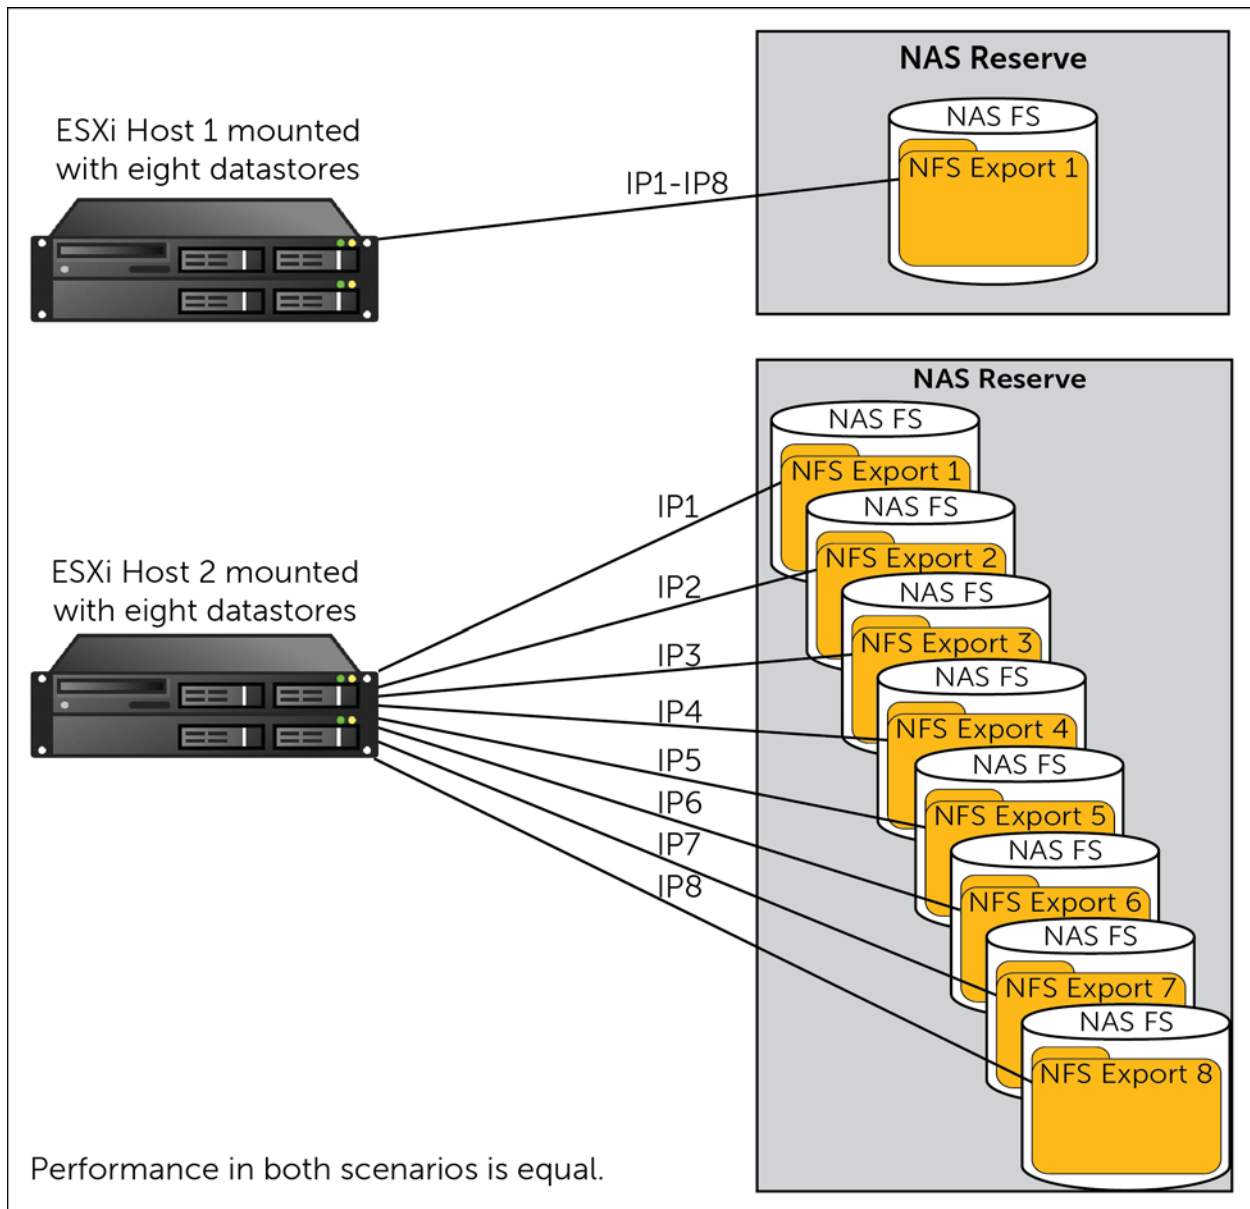 NAS Reserve
NAS FS
ESXi Host 1 mounted
with eight datastores
NFS Export 1
IP1-IP8
NAS Reserve
NAS FS
NFS Export 1
IP1
NAS FS
ESXi Host 2 mounted
with eight datastores
NFS Export 2
IP2
NAS FS
NFS Export 3
IP3
NAS FS
IP4
NFS Export 4
IP5
NAS FS
IP6
NFS Export 5
IP7
NAS FS
IP8
NFS Export 6
NAS FS
NFS Export 7
NAS FS
NFS Export 8
Performance in both scenarios is equal.